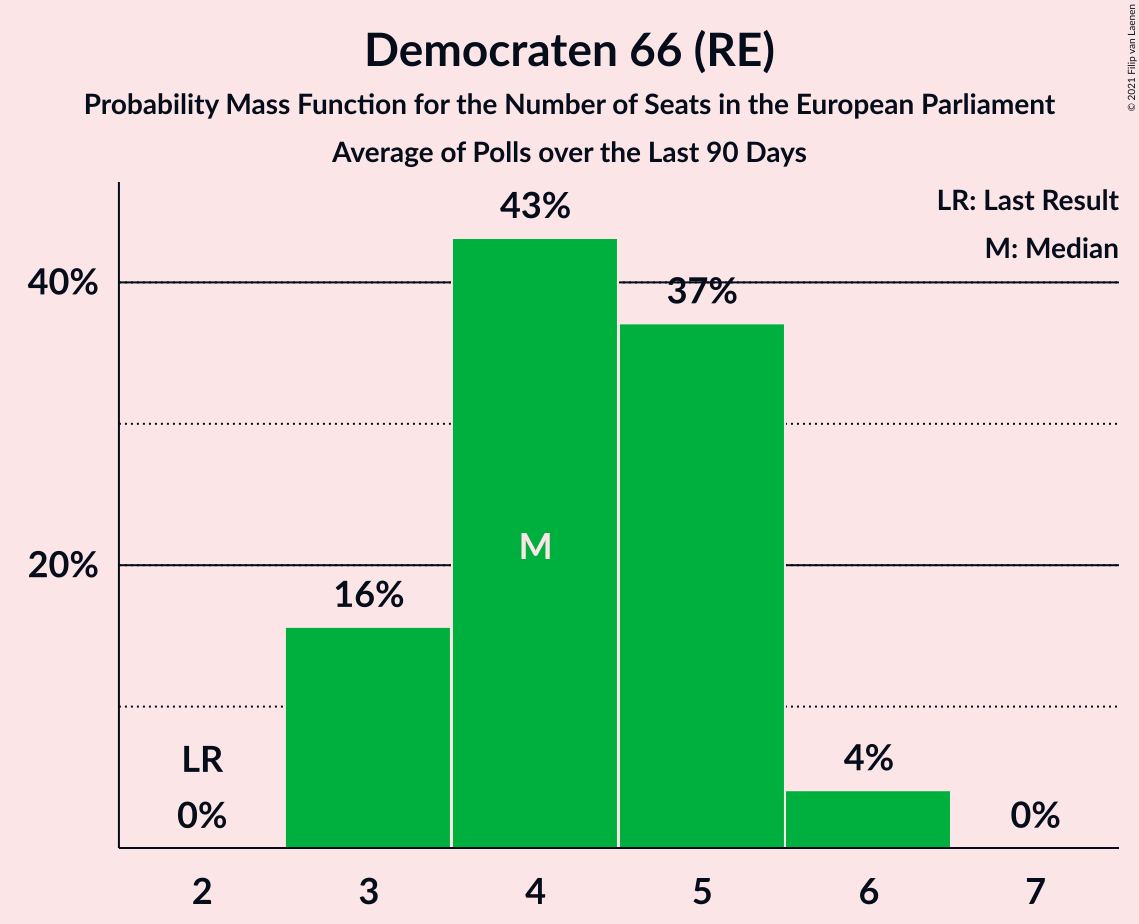 Democraten 66 (RE)
Probability Mass Function for the Number of Seats in the European Parliament
Average of Polls over the Last 90 Days
© 2021 Filip van Laenen
LR: Last Result
M: Median
43%
40%
37%
M
20%
16%
LR
4%
0%
0%
2 3 4 5 6 7